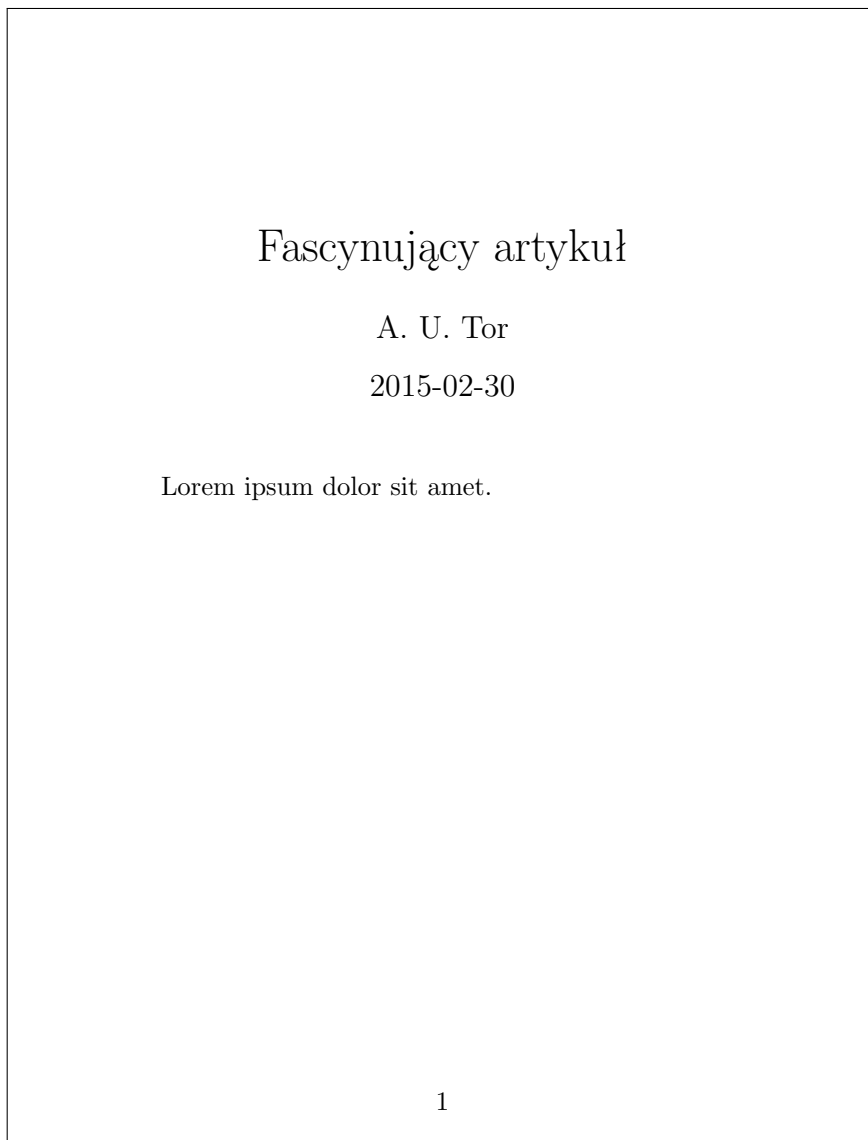 Fascynujący artykuł
A. U. Tor
2015-02-30
Lorem ipsum dolor sit amet.
1